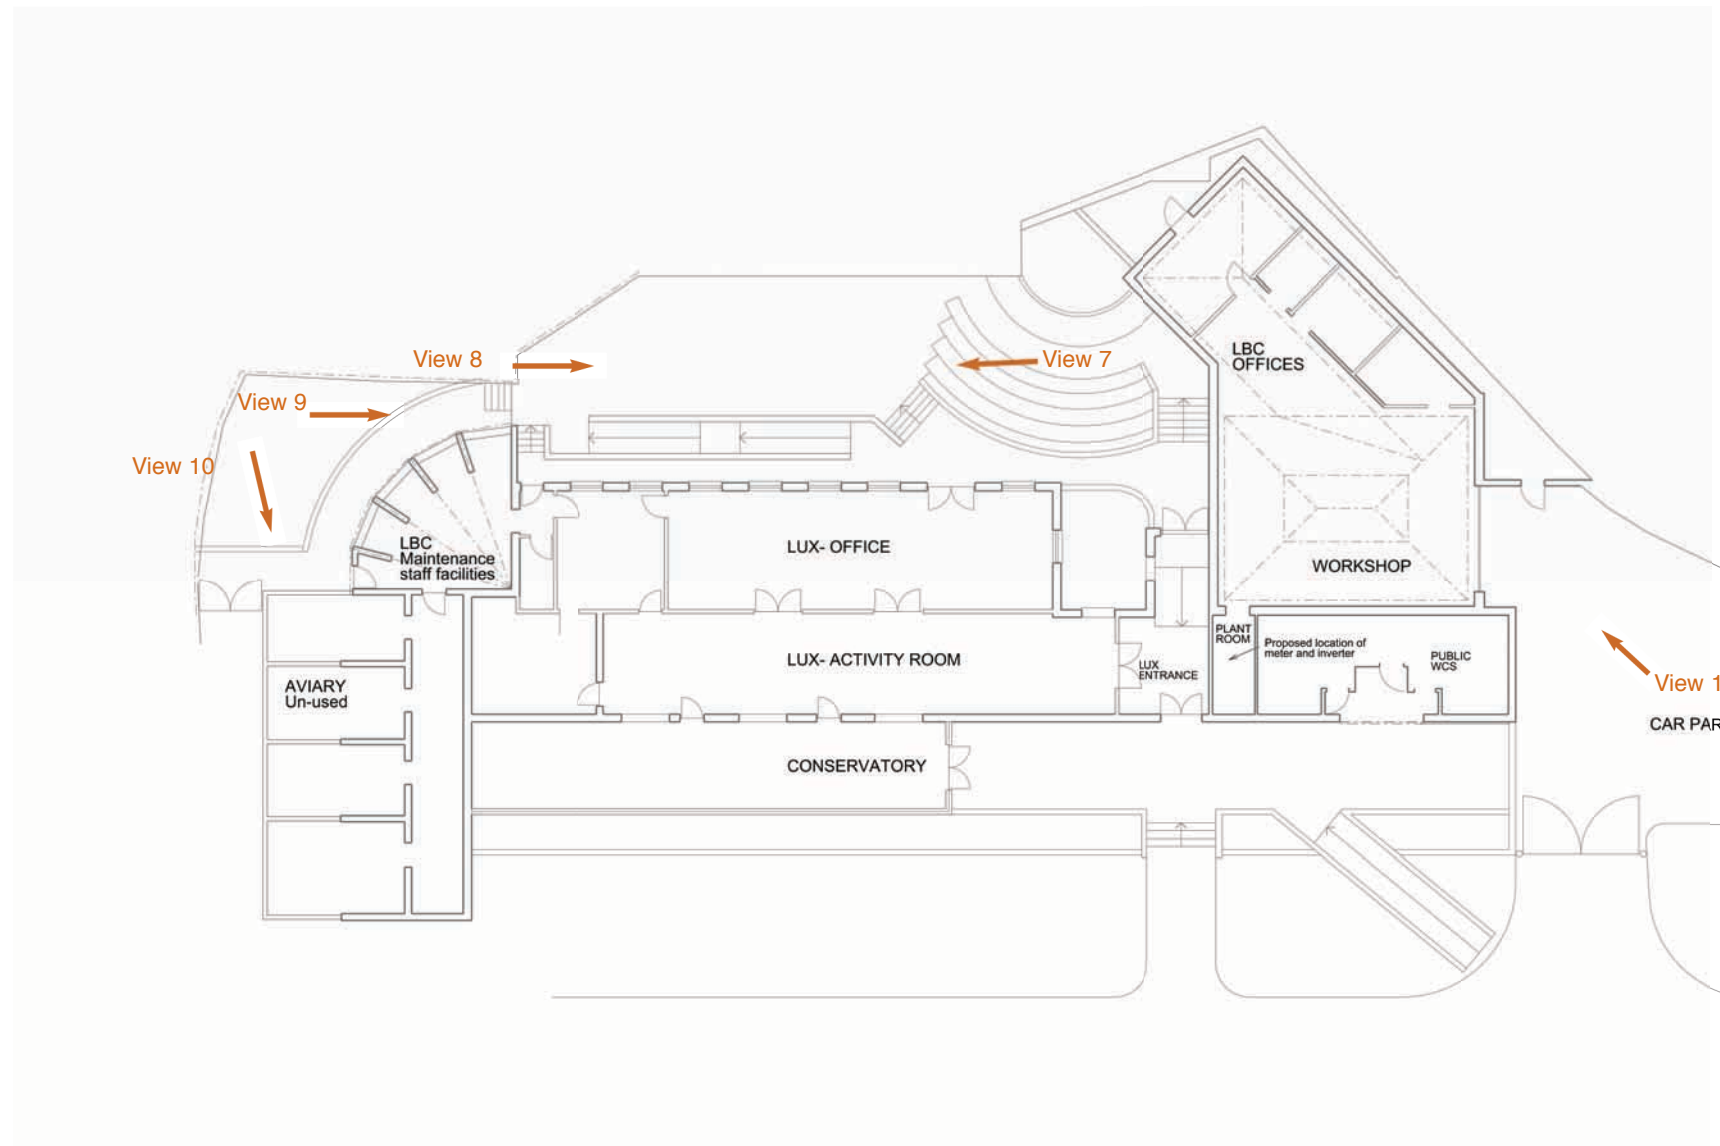 LBC
OFFICES
View 8
View 7
View 9
View 10
LBC
Maintenance
staff facilities
LUX- OFFICE
WORKSHOP
PLANT
ROOM
Proposed location of
meter and inverter
PUBLIC
WCS
LUX- ACTIVITY ROOM
LUX
ENTRANCE
AVIARY
Un-used
View 1
CAR PAR
CONSERVATORY